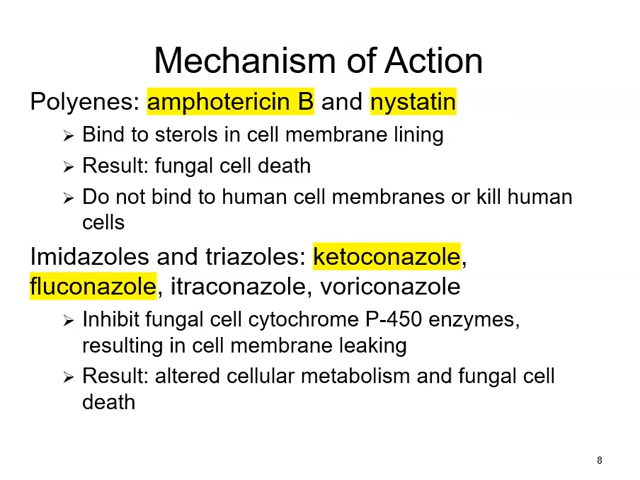 Mechanism of Action
Polyenes: amphotericin B and nystatin
➢ Bind to sterols in cell membrane lining
➢ Result: fungal cell death
➢ Do not bind to human cell membranes or kill human
cells
Imidazoles and triazoles: ketoconazole,
fluconazole, itraconazole, voriconazole
➢ Inhibit fungal cell cytochrome P-450 enzymes,
resulting in cell membrane leaking
➢ Result: altered cellular metabolism and fungal cell
death
8